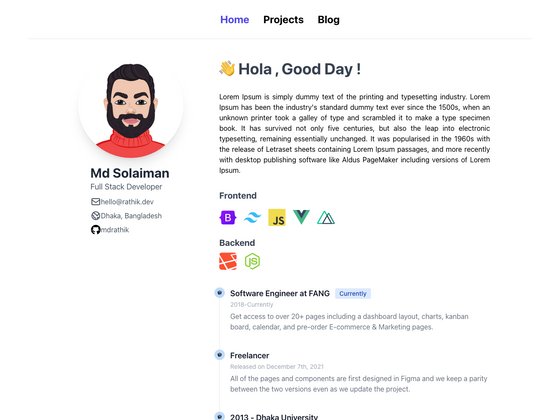 Home Projects Blog
👋 Hola , Good Day !
Lorem Ipsum is simply dummy text of the printing and typesetting industry. Lorem
Ipsum has been the industry's standard dummy text ever since the 1500s, when an
unknown printer took a galley of type and scrambled it to make a type specimen
book. It has survived not only five centuries, but also the leap into electronic
typesetting, remaining essentially unchanged. It was popularised in the 1960s with
the release of Letraset sheets containing Lorem Ipsum passages, and more recently
with desktop publishing software like Aldus PageMaker including versions of Lorem
Ipsum.
Md Solaiman
Full Stack Developer
hello@rathik.dev
Dhaka, Bangladesh
mdrathik
Frontend
B
JS
Backend
JS
Software Engineer at FANG Currently
2018-Currently
Get access to over 20+ pages including a dashboard layout, charts, kanban
board, calendar, and pre-order E-commerce & Marketing pages.
Freelancer
Released on December 7th, 2021
All of the pages and components are first designed in Figma and we keep a parity
between the two versions even as we update the project.
2013 - Dhaka University